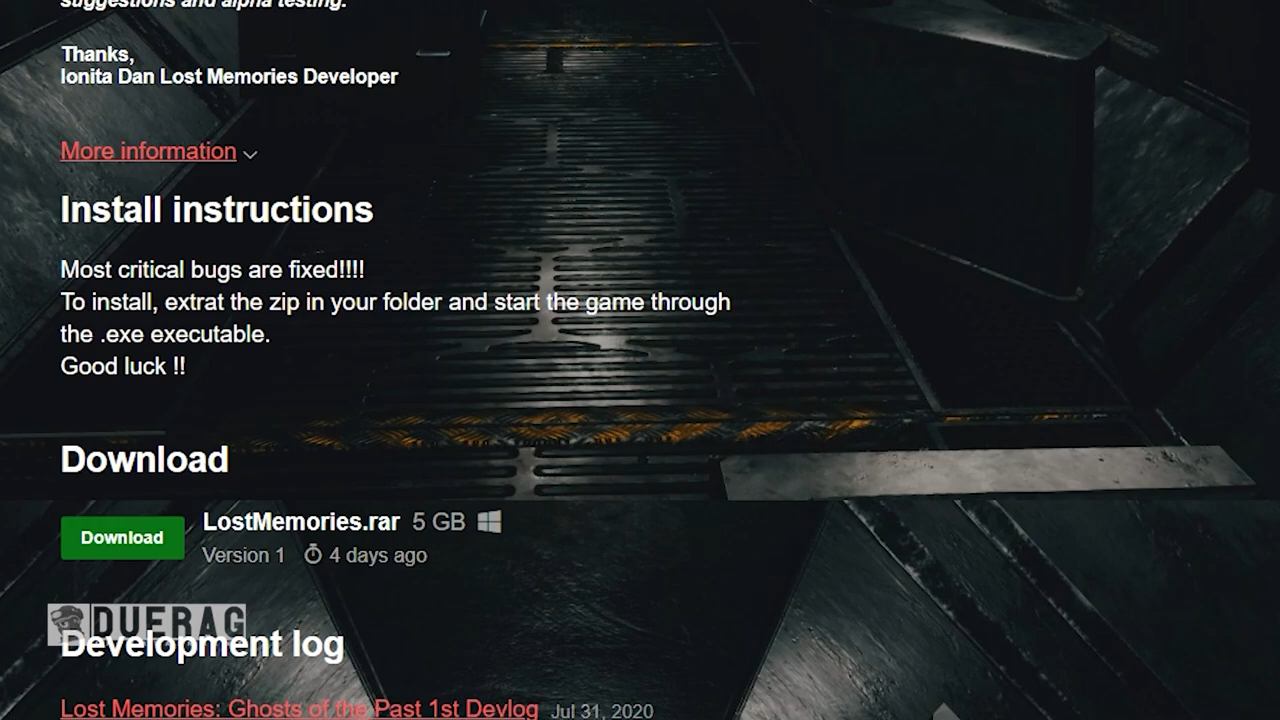 suggestions and alpha testing.
Thanks,
Ionita Dan Lost Memories Developer
More information
Install instructions
Most critical bugs are fixed!!!!
To install, extrat the zip in your folder and start the game through
the .exe executable.
Good luck !!
Download
Download LostMemories.rar 5 GB
Version 1 4 days ago
DUERAG
Development log
Lost Memories: Ghosts of the Past 1st Devlog Jul 31, 2020